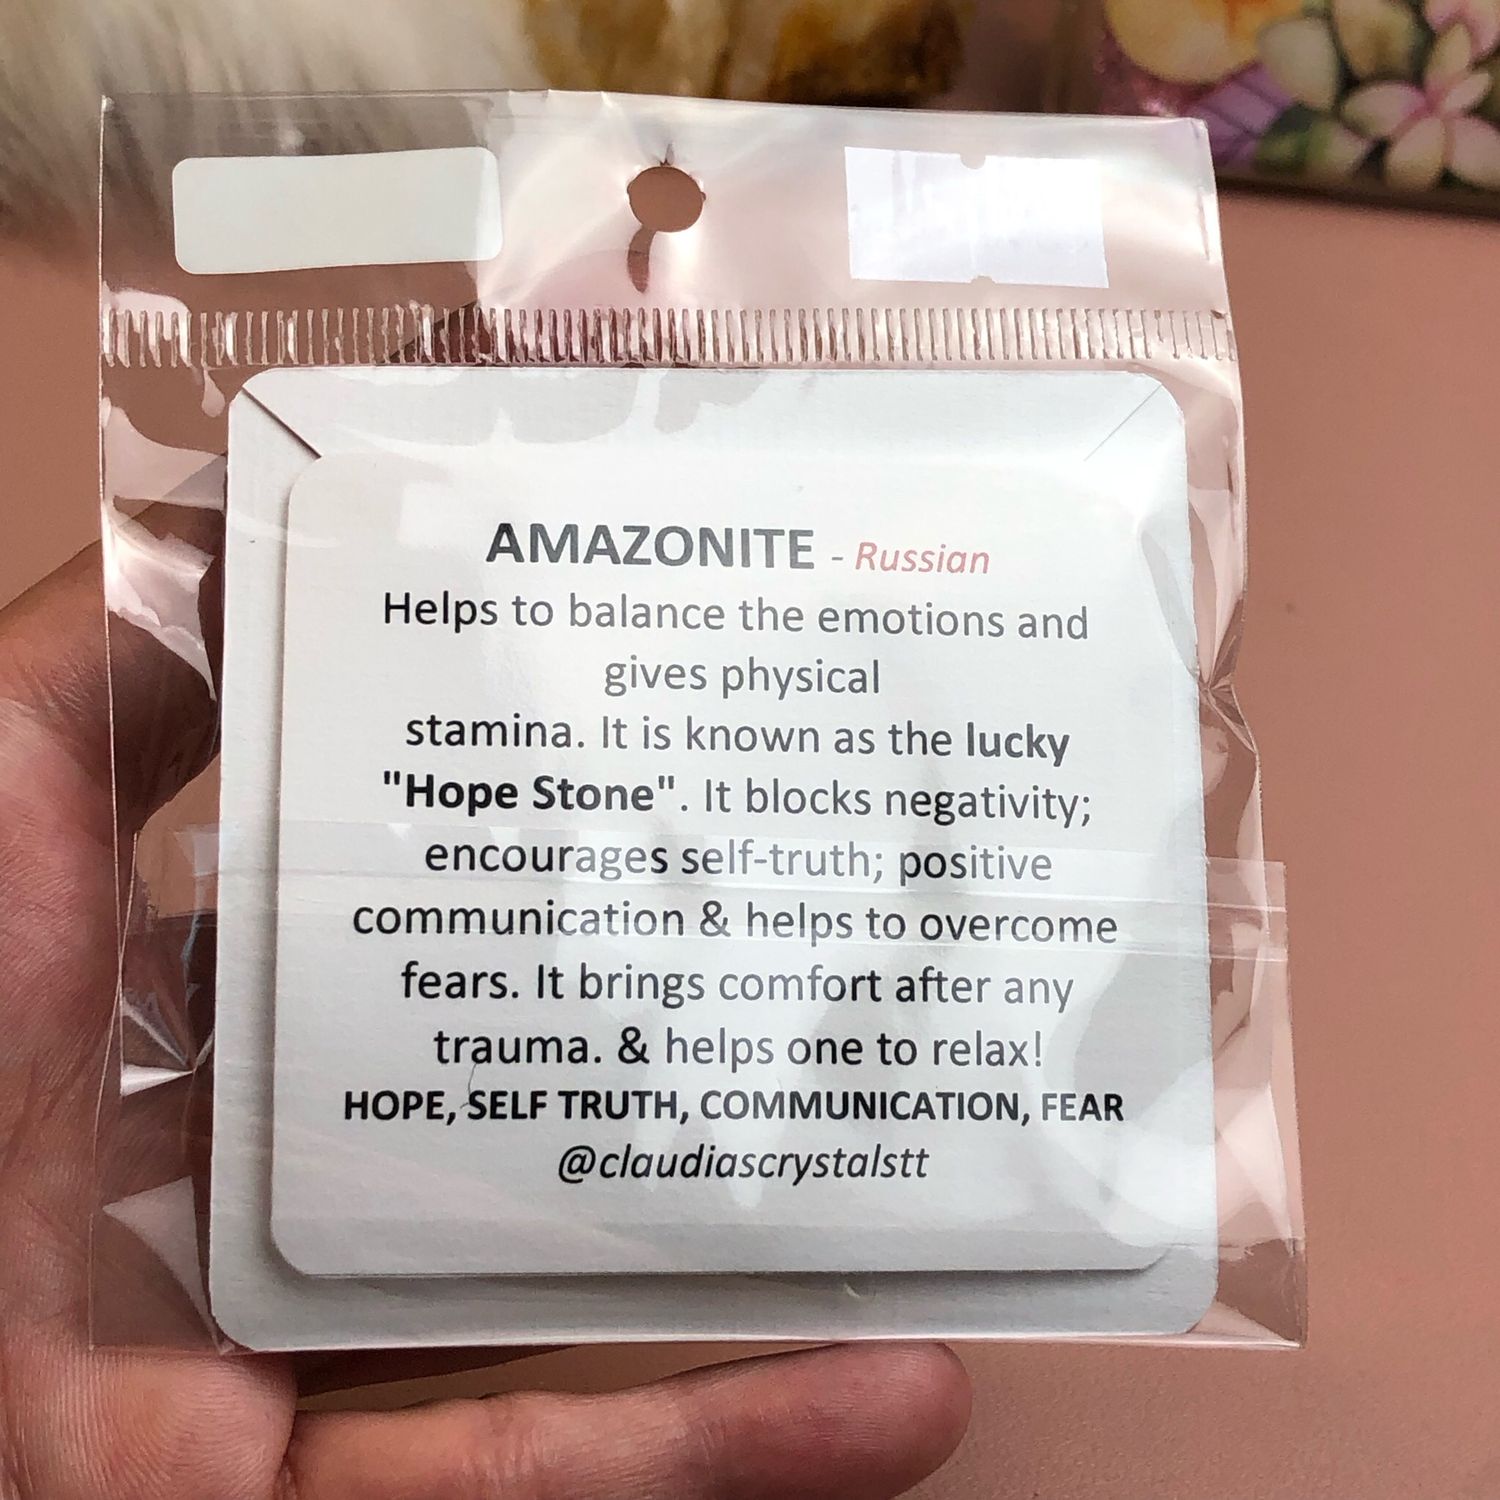 AMAZONITE - Russian
Helps to balance the emotions and
gives physical
stamina. It is known as the lucky
"Hope Stone". It blocks negativity;
encourages self-truth; positive
communication & helps to overcome
fears. It brings comfort after any
trauma. & helps one to relax!
HOPE, SELF TRUTH, COMMUNICATION, FEAR
@claudiascrystalstt